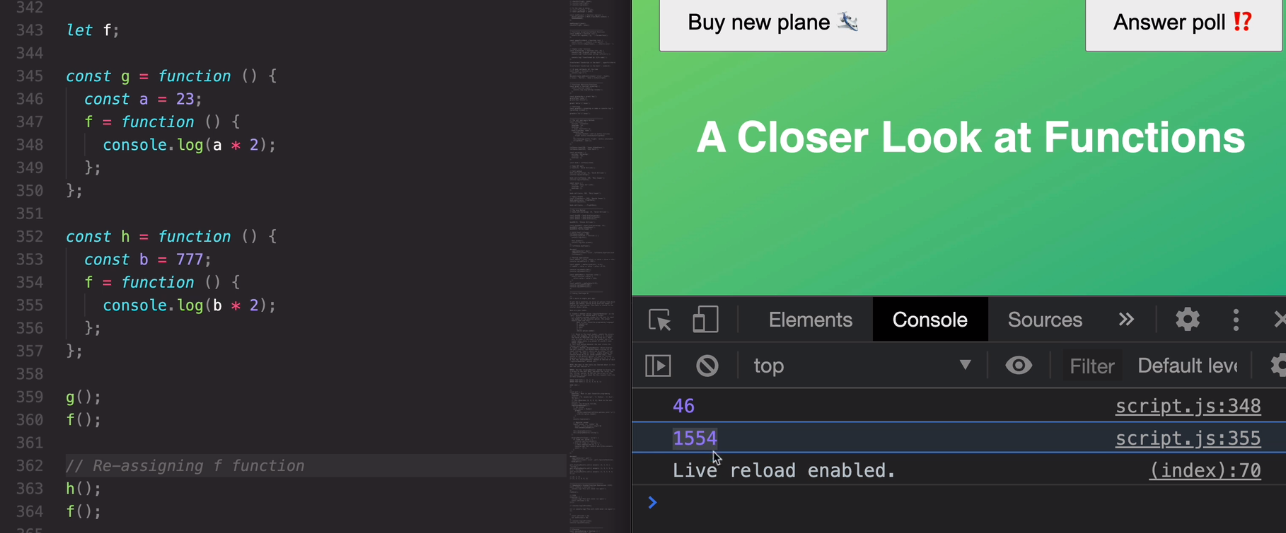 342
343 let f;
344
345 const g = function () {
346 const a = 23;
347 f = function () {
348 console.log(a * 2);
349 };
350 };
351
352 const h = function () {
353 const b = 777;
354 f = function () {
355 console.log(b * 2);
356 };
357 };
358
359 g();
360 f();
361
362 // Re-assigning f function
363 h();
364 f();
365
Buy new plane 🛩 Answer poll ⁉️
A Closer Look at Functions
Elements Console Sources »
top ▼ Filter Default leve
46 script.js:348
1554 script.js:355
Live reload enabled. (index):70